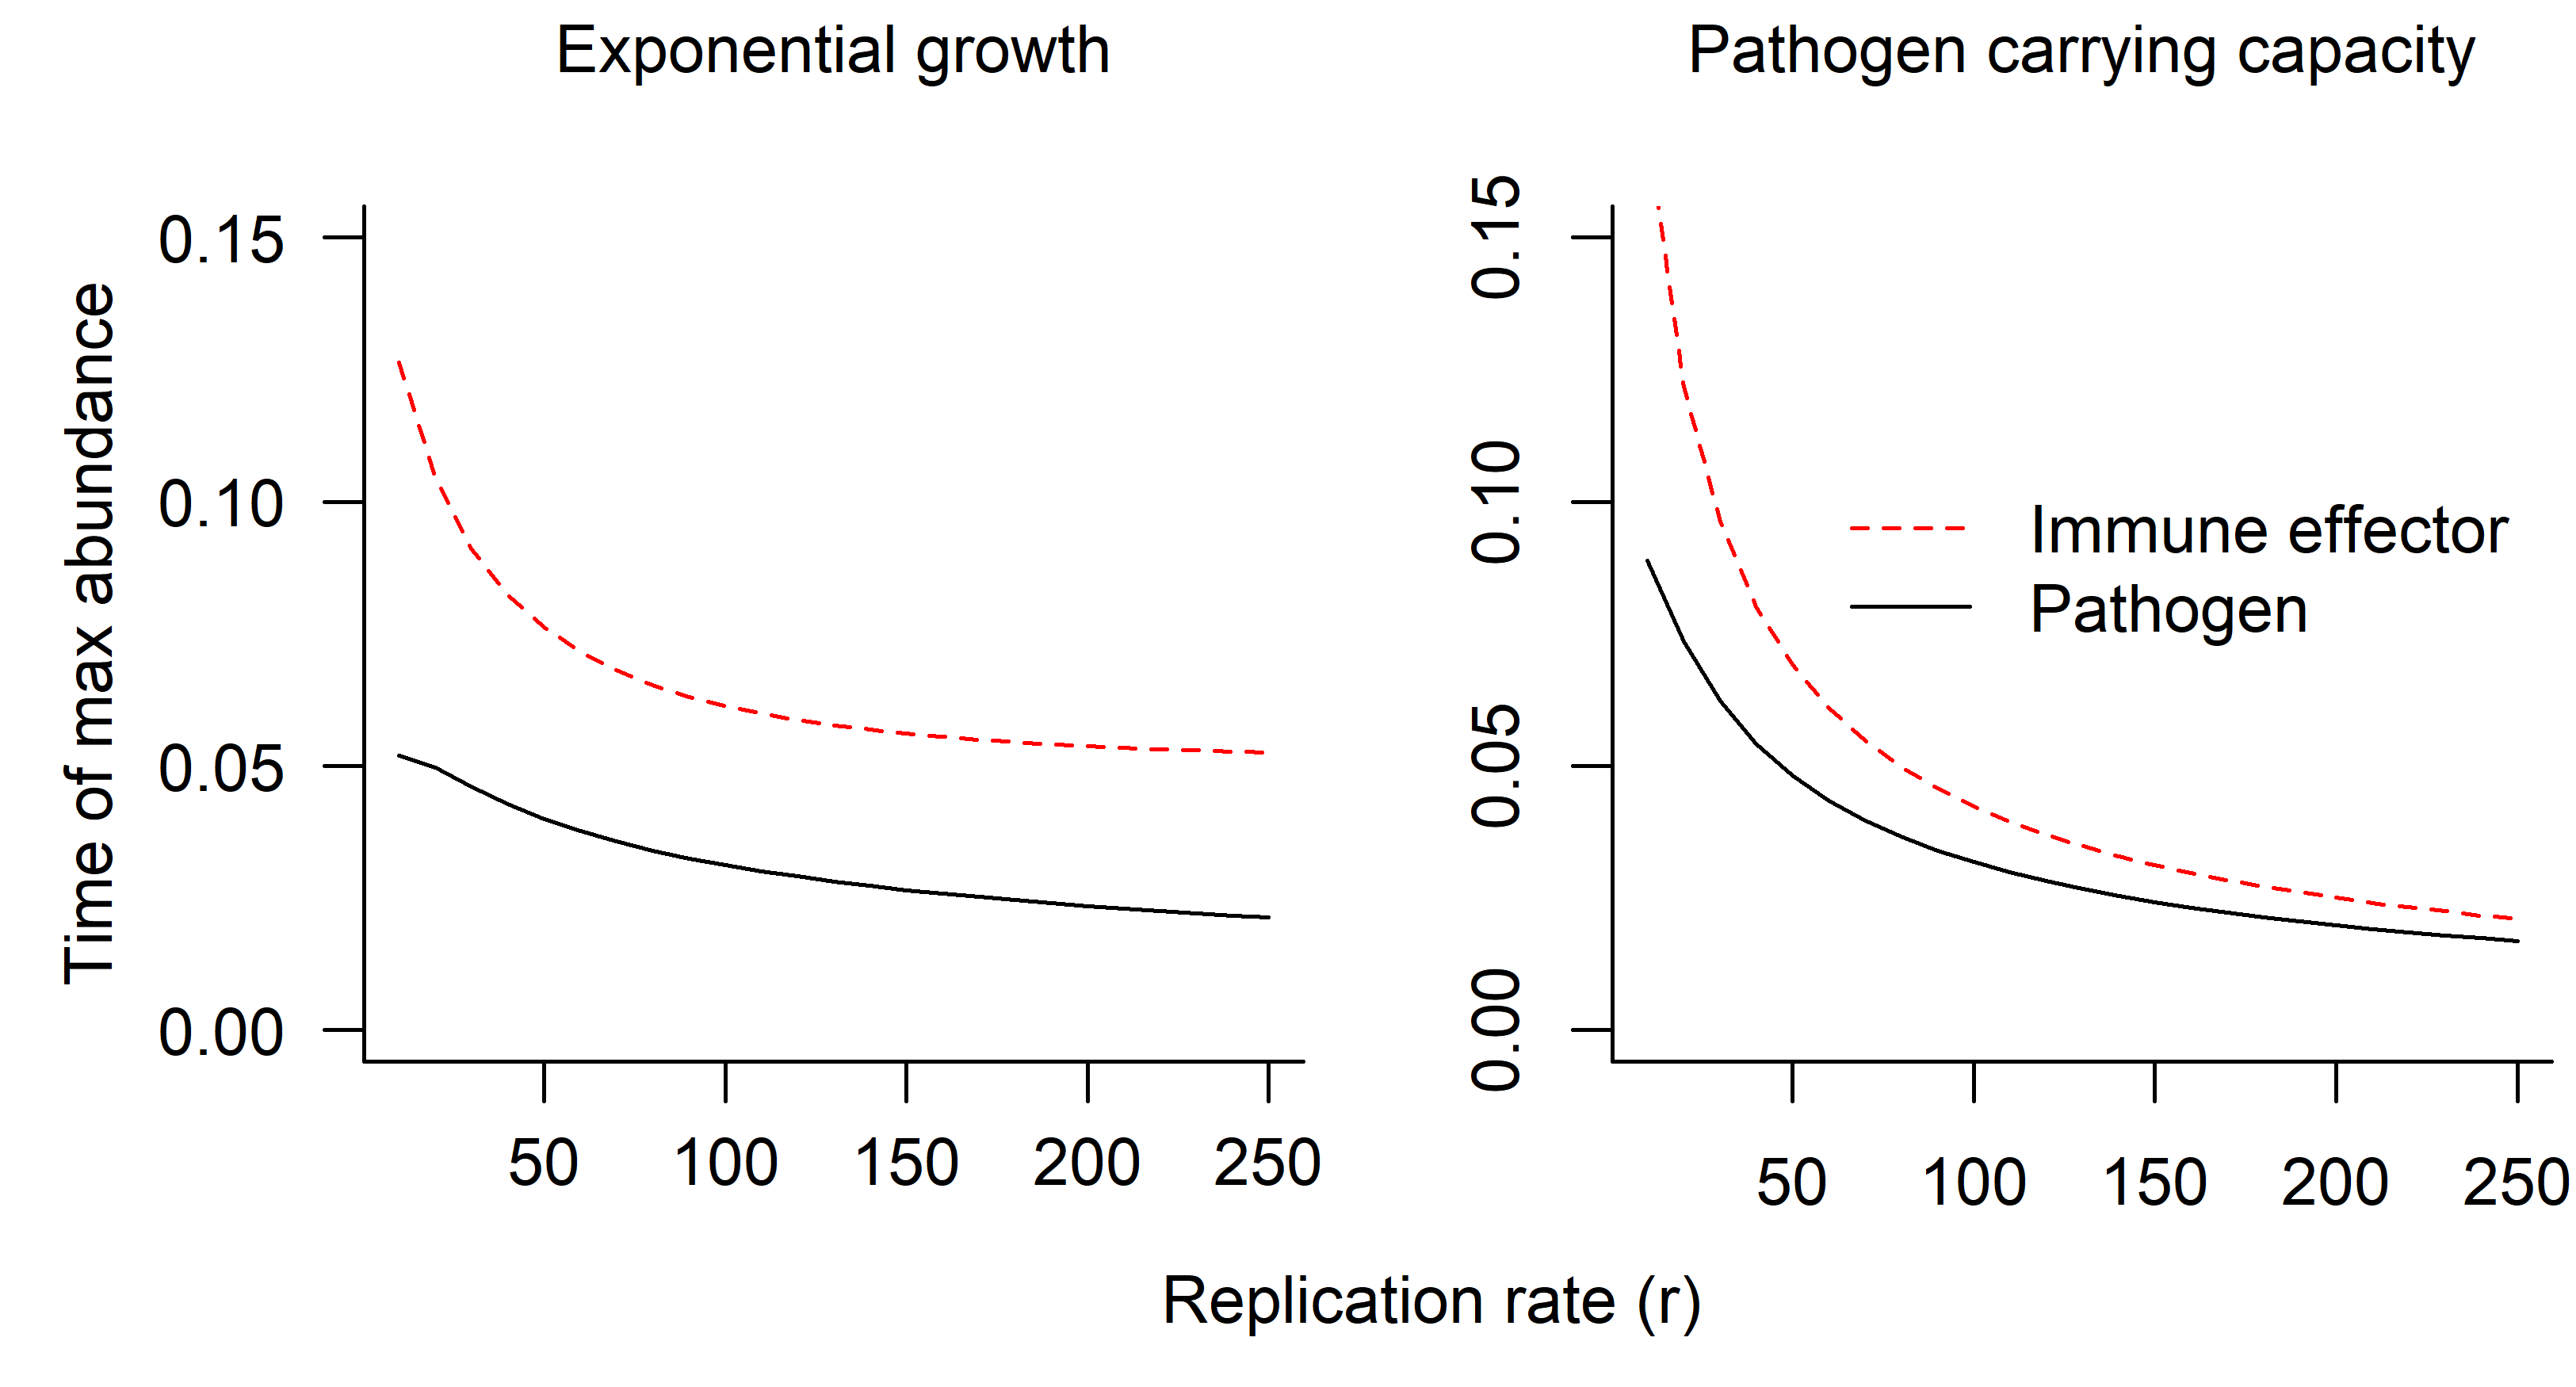 Exponential growth
Pathogen carrying capacity
Time of max abundance
0.15
0.10
0.05
0.00
50 100 150 200 250
0.15
0.10
0.05
0.00
50 100 150 200 250
Immune effector
Pathogen
Replication rate (r)